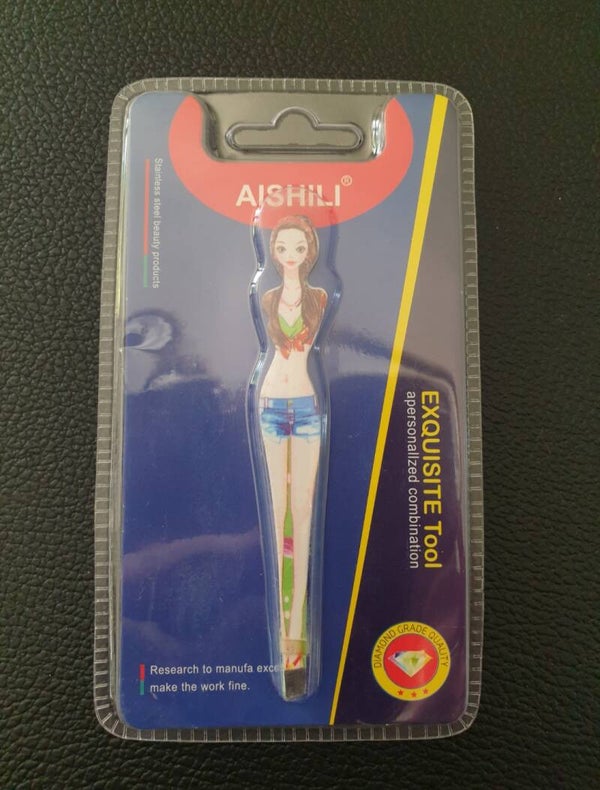 AISHILI®
Stainless steel beauty products
EXQUISITE Tool
apersonalized combination
DIAMOND GRADE QUAUTY
Research to manufa exce
make the work fine.